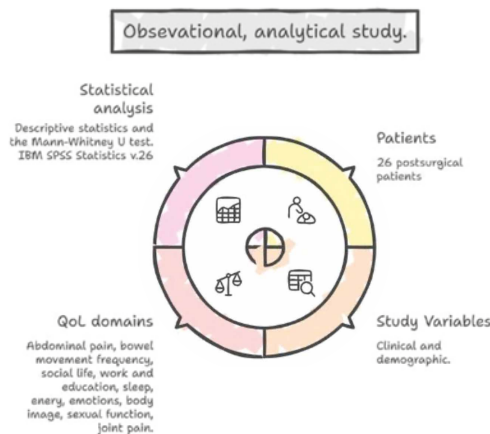 Obsevational, analytical study.
Statistical
analysis
Descriptive statistics and
the Mann-Whitney U test.
IBM SPSS Statistics v.26
Patients
26 postsurgical
patients
QoL domains
Abdominal pain, bowel
movement frequency,
social life, work and
education, sleep,
enery, emotions, body
image, sexual function,
joint pain.
Study Variables
Clinical and
demographic.